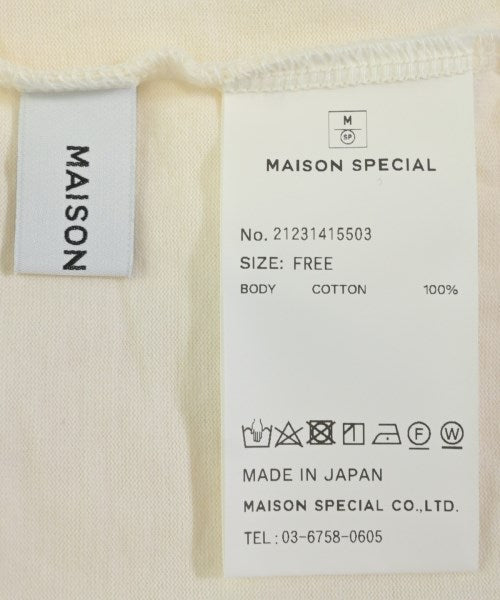 MAISON
M
SP
MAISON SPECIAL
No. 21231415503
SIZE: FREE
BODY COTTON 100%
F W
MADE IN JAPAN
MAISON SPECIAL CO.,LTD.
TEL: 03-6758-0605